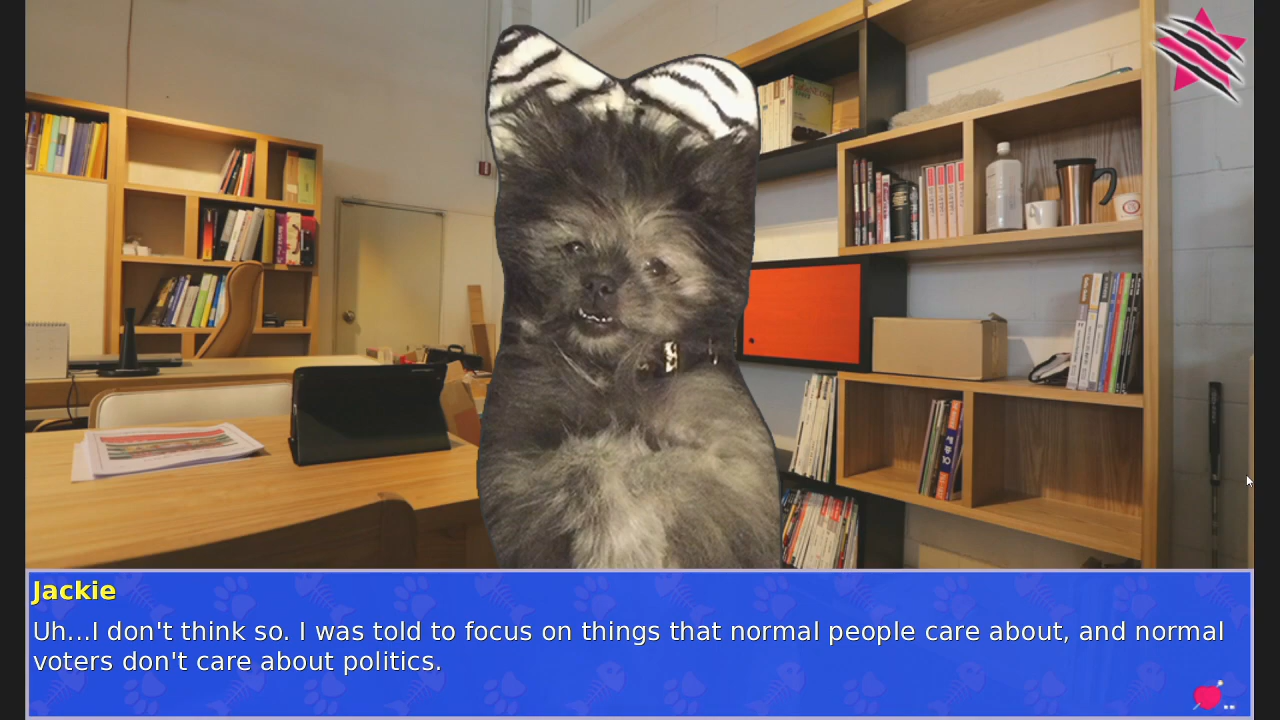 Jackie
Uh...I don't think so. I was told to focus on things that normal people care about, and normal
voters don't care about politics.